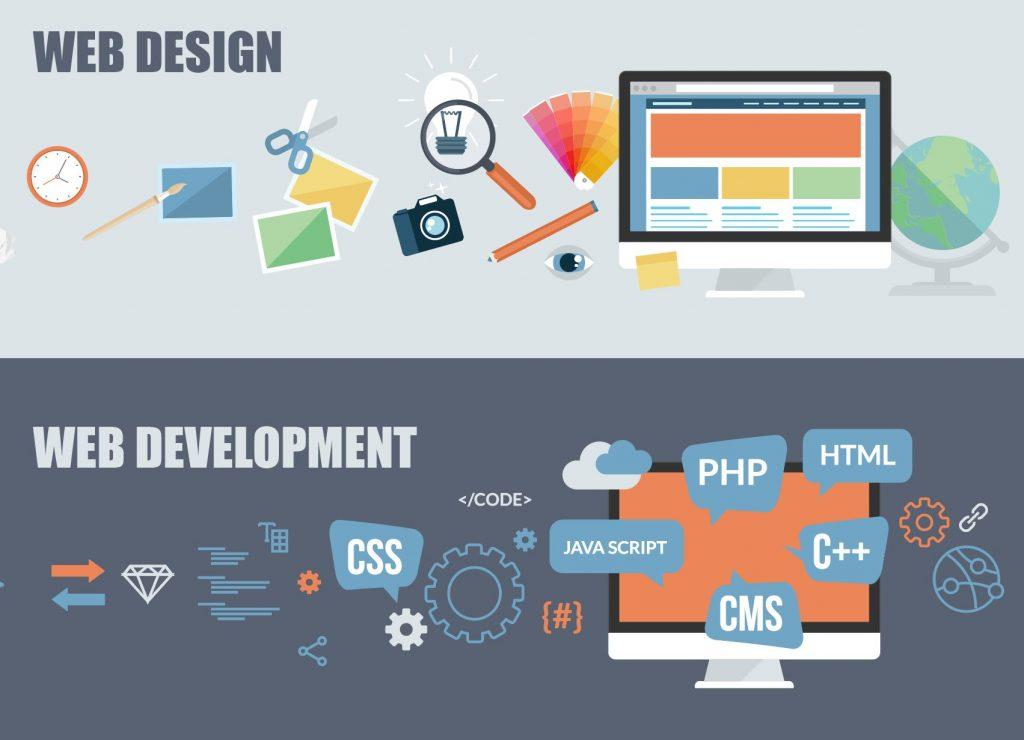 WEB DESIGN
WEB DEVELOPMENT
PHP
HTML
</CODE>
CSS
JAVA SCRIPT
C++
{#}
CMS